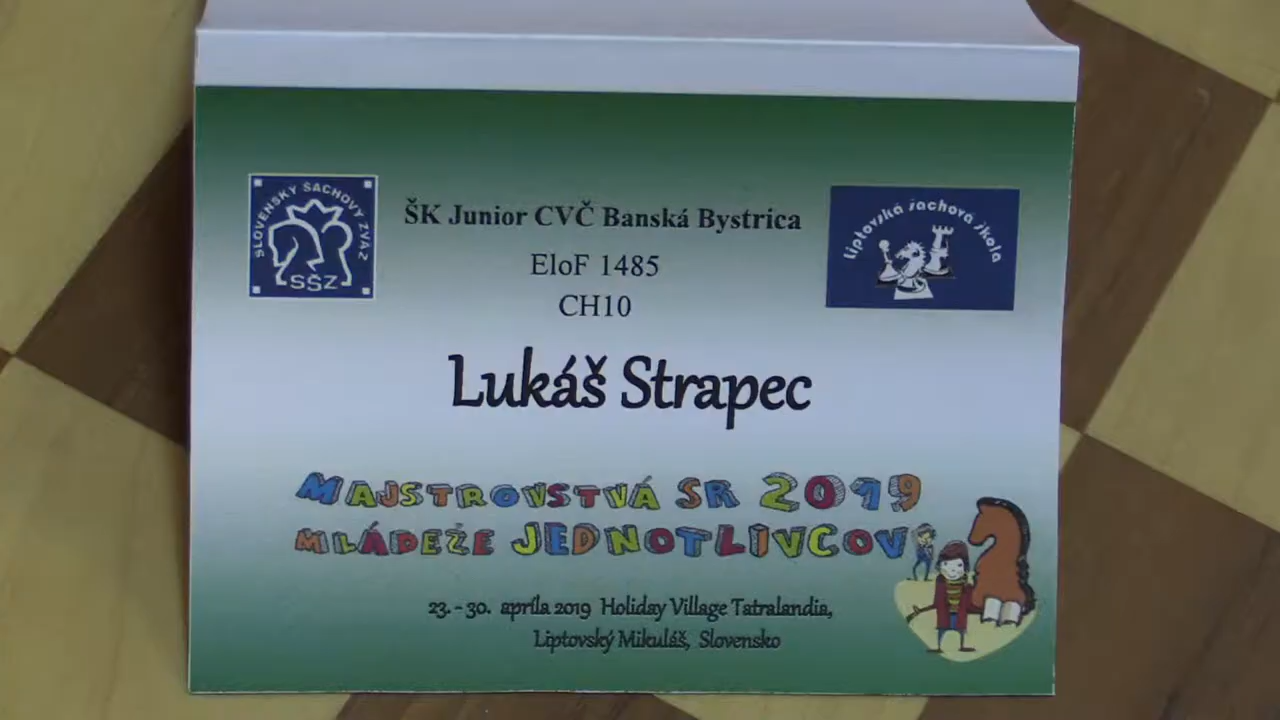 SLOVENSKÝ ŠACHOVÝ ZVÄZ
SŠZ
ŠK Junior CVČ Banská Bystrica
EloF 1485
CH10
Liptovská šachová škola
Lukáš Strapec
MAJSTROVSTVÁ SR 2019
MLÁDEŽE JEDNOTLIVCOV
23. - 30. apríla 2019 Holiday Village Tatralandia,
Liptovský Mikuláš, Slovensko